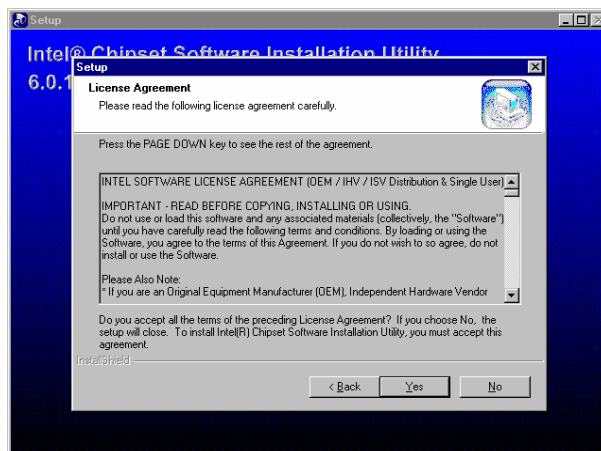 Setup
Intel® Chipset Software Installation Utility
6.0.1
Setup
License Agreement
Please read the following license agreement carefully.
Press the PAGE DOWN key to see the rest of the agreement.
INTEL SOFTWARE LICENSE AGREEMENT (OEM / IHV / ISV Distribution & Single User)
IMPORTANT - READ BEFORE COPYING, INSTALLING OR USING.
Do not use or load this software and any associated materials (collectively, the "Software")
until you have carefully read the following terms and conditions. By loading or using the
Software, you agree to the terms of this Agreement. If you do not wish to so agree, do not
install or use the Software.
Please Also Note:
* If you are an Original Equipment Manufacturer (OEM), Independent Hardware Vendor
Do you accept all the terms of the preceding License Agreement? If you choose No, the
setup will close. To install Intel(R) Chipset Software Installation Utility, you must accept this
agreement.
InstallShield
< Back Yes No